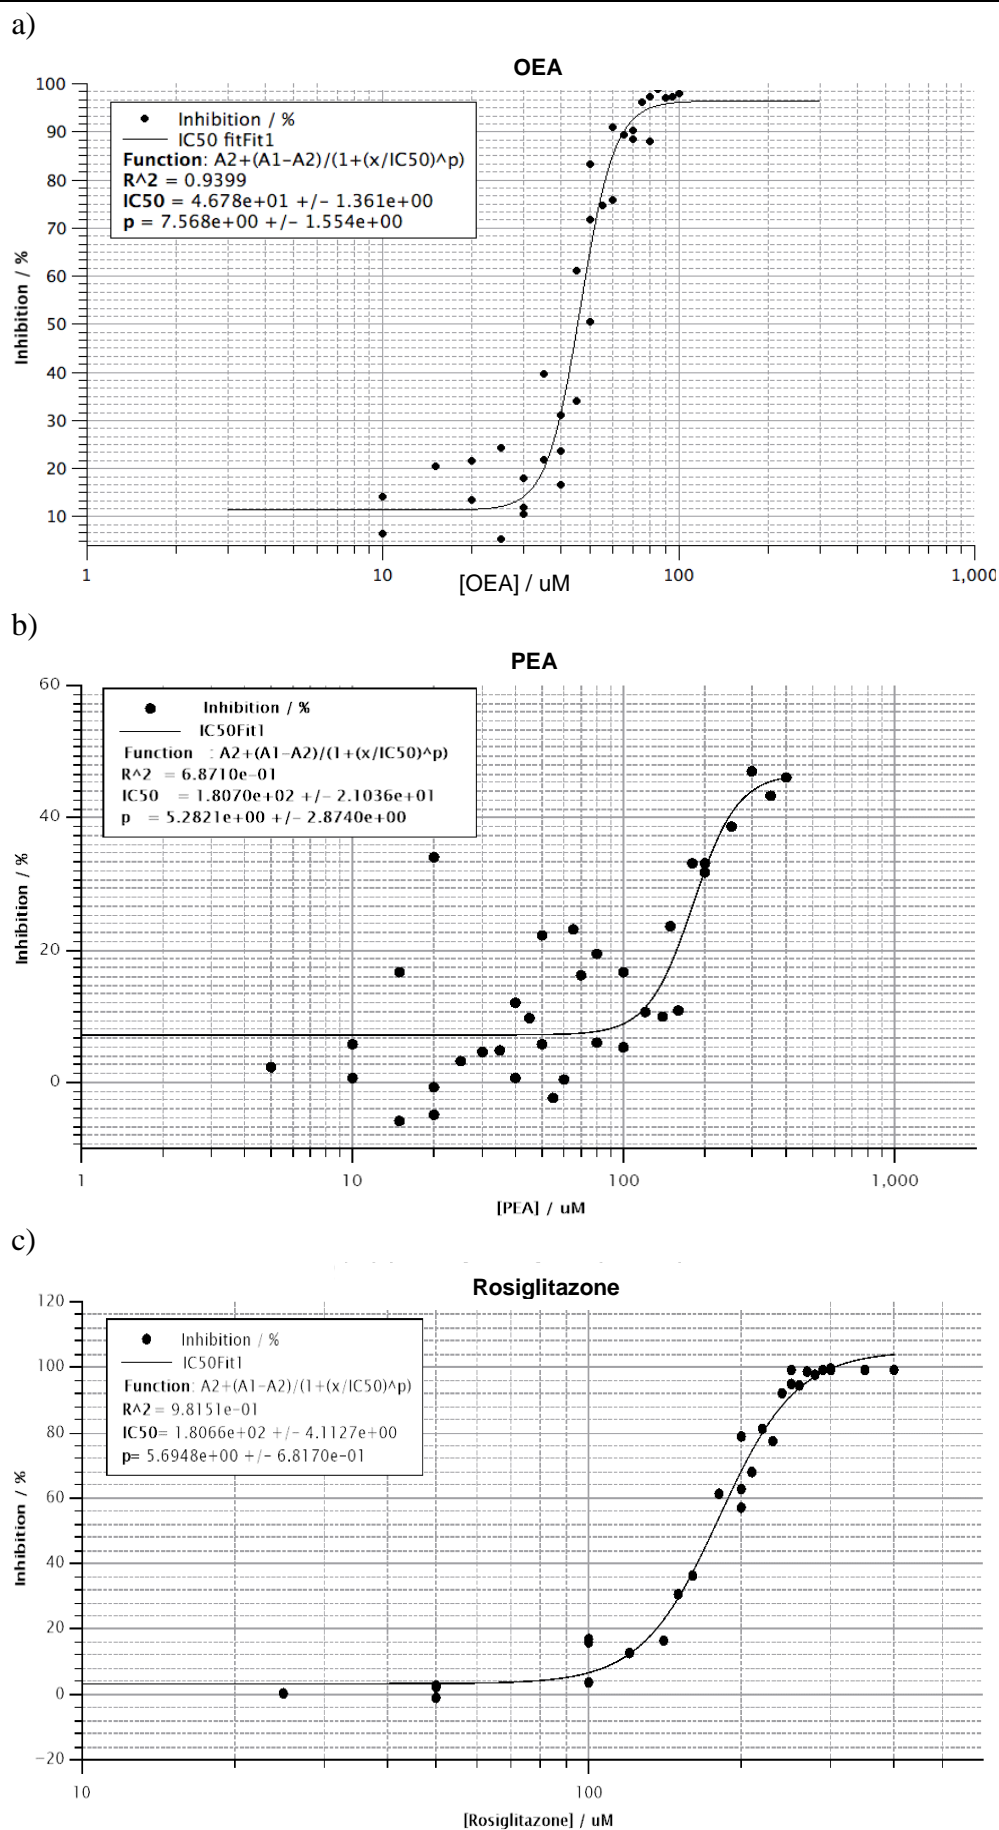 a)
OEA
100
90
80
70
60
50
40
30
20
10
Inhibition / %
Inhibition / %
IC50 fitFit1
Function: A2+(A1-A2)/(1+(x/IC50)^p)
R^2 = 0.9399
IC50 = 4.678e+01 +/- 1.361e+00
p = 7.568e+00 +/- 1.554e+00
1
10
100
1,000
[OEA] / uM
b)
PEA
60
40
20
0
Inhibition / %
Inhibition / %
IC50Fit1
Function : A2+(A1-A2)/(1+(x/IC50)^p)
R^2 = 6.8710e-01
IC50 = 1.8070e+02 +/- 2.1036e+01
p = 5.2821e+00 +/- 2.8740e+00
1
10
100
1,000
[PEA] / uM
c)
Rosiglitazone
120
100
80
60
40
20
0
-20
Inhibition / %
Inhibition / %
IC50Fit1
Function: A2+(A1-A2)/(1+(x/IC50)^p)
R^2 = 9.8151e-01
IC50= 1.8066e+02 +/- 4.1127e+00
p= 5.6948e+00 +/- 6.8170e-01
10
100
[Rosiglitazone] / uM